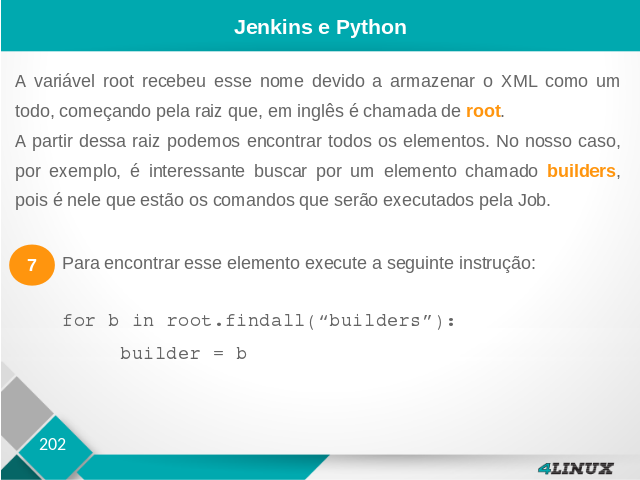 Jenkins e Python
A variável root recebeu esse nome devido a armazenar o XML como um
todo, começando pela raiz que, em inglês é chamada de root.
A partir dessa raiz podemos encontrar todos os elementos. No nosso caso,
por exemplo, é interessante buscar por um elemento chamado builders,
pois é nele que estão os comandos que serão executados pela Job.
7 Para encontrar esse elemento execute a seguinte instrução:
for b in root.findall(“builders”):
builder = b
202
4LINUX